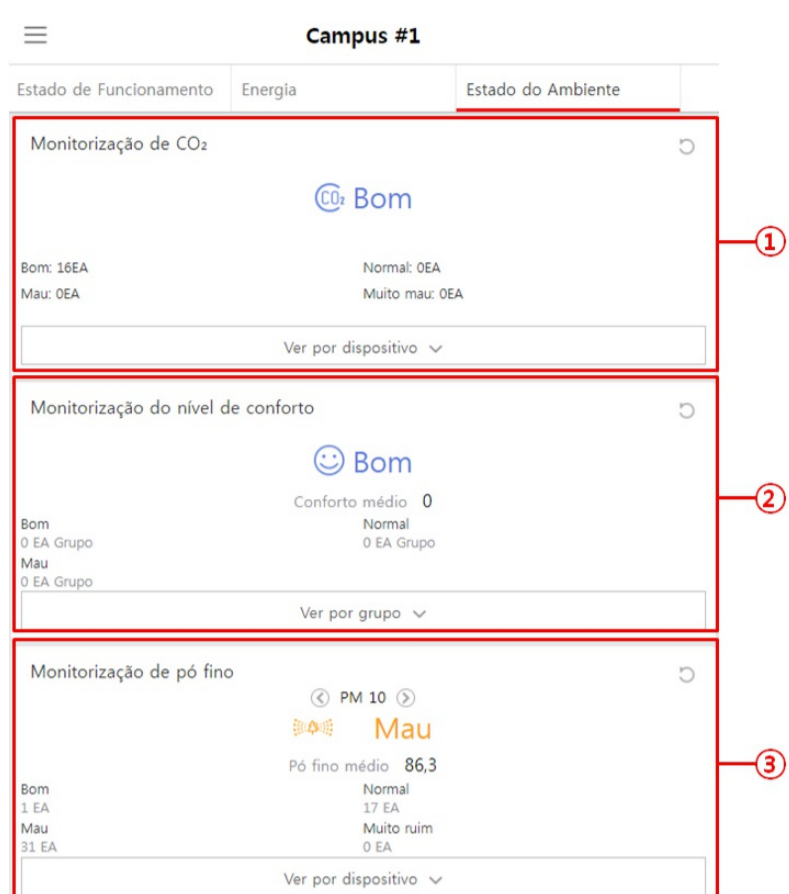 Campus #1
Estado de Funcionamento Energia Estado do Ambiente
Monitorização de CO₂
CO₂ Bom
①
Bom: 16EA Normal: 0EA
Mau: 0EA Muito mau: 0EA
Ver por dispositivo
Monitorização do nível de conforto
Bom
Conforto médio 0
②
Bom Normal
0 EA Grupo 0 EA Grupo
Mau
0 EA Grupo
Ver por grupo
Monitorização de pó fino
PM 10
Mau
Pó fino médio 86,3
③
Bom Normal
1 EA 17 EA
Mau Muito ruim
31 EA 0 EA
Ver por dispositivo